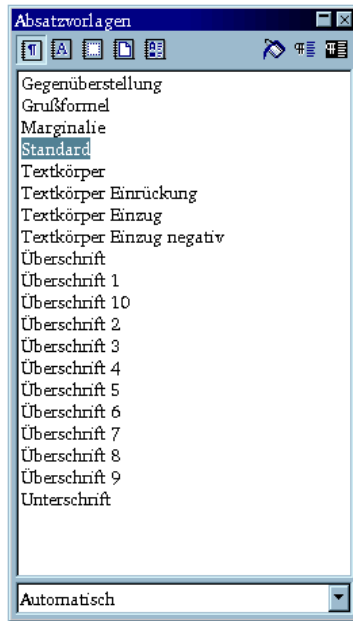 Absatzvorlagen
Gegenüberstellung
Grußformel
Marginalie
Standard
Textkörper
Textkörper Einrückung
Textkörper Einzug
Textkörper Einzug negativ
Überschrift
Überschrift 1
Überschrift 10
Überschrift 2
Überschrift 3
Überschrift 4
Überschrift 5
Überschrift 6
Überschrift 7
Überschrift 8
Überschrift 9
Unterschrift
Automatisch